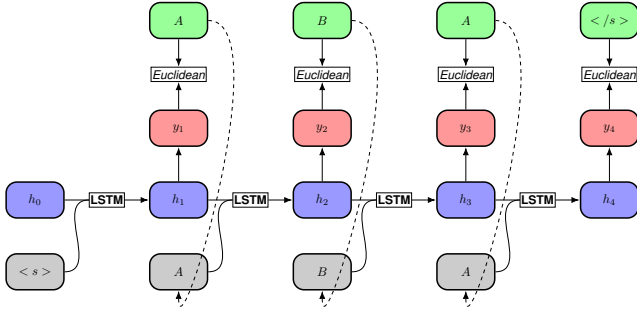 A B A </s>
Euclidean Euclidean Euclidean Euclidean
y₁ y₂ y₃ y₄
h₀ LSTM h₁ LSTM h₂ LSTM h₃ LSTM h₄
<s> A B A